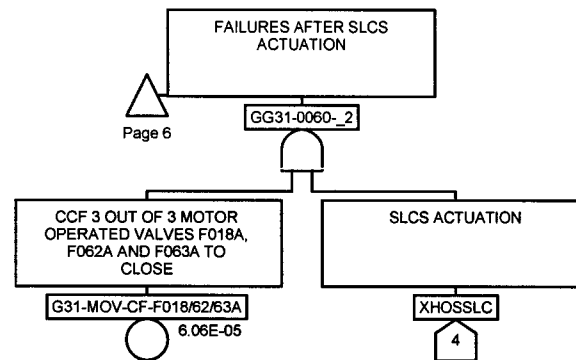 FAILURES AFTER SLCS
ACTUATION
Page 6
GG31-0060-_2
CCF 3 OUT OF 3 MOTOR
OPERATED VALVES F018A,
F062A AND F063A TO
CLOSE
SLCS ACTUATION
G31-MOV-CF-F018/62/63A
XHOSSLC
6.06E-05
4